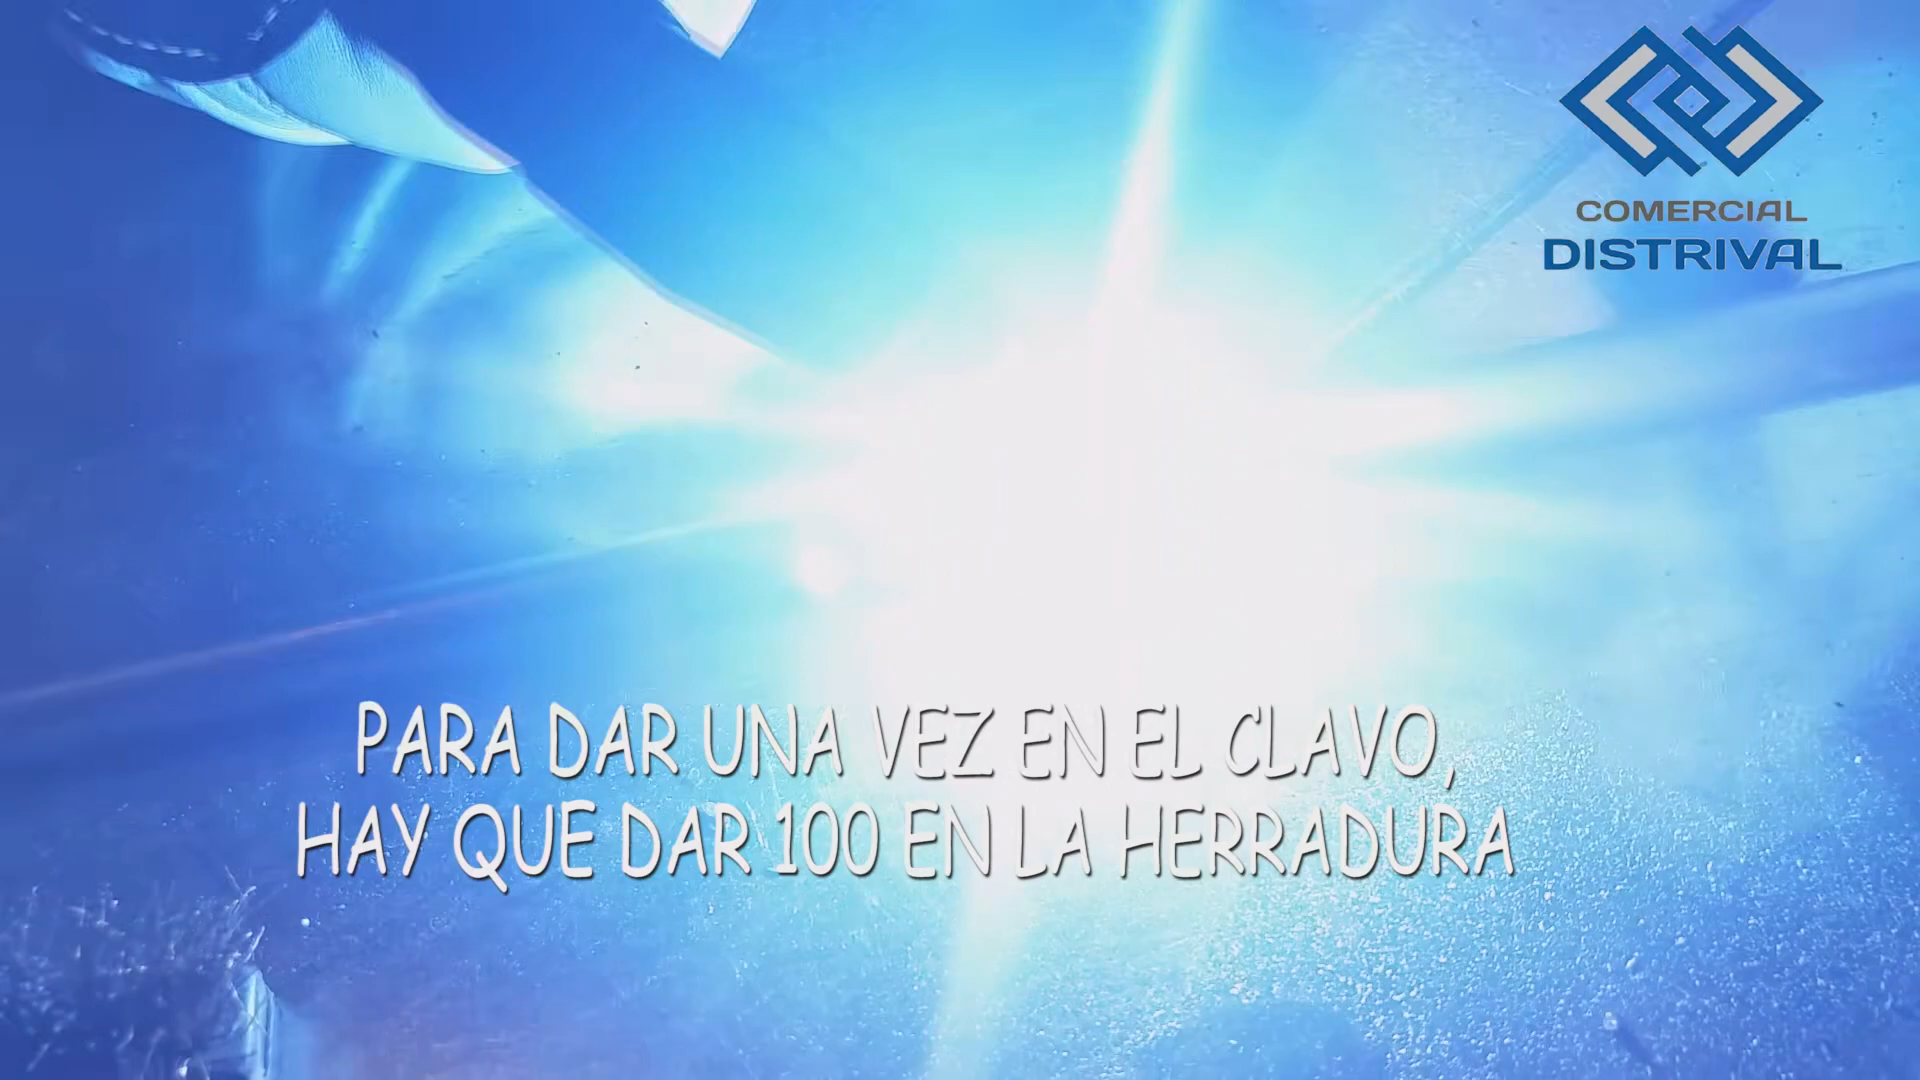 COMERCIAL
DISTRIVAL
PARA DAR UNA VEZ EN EL CLAVO,
HAY QUE DAR 100 EN LA HERRADURA